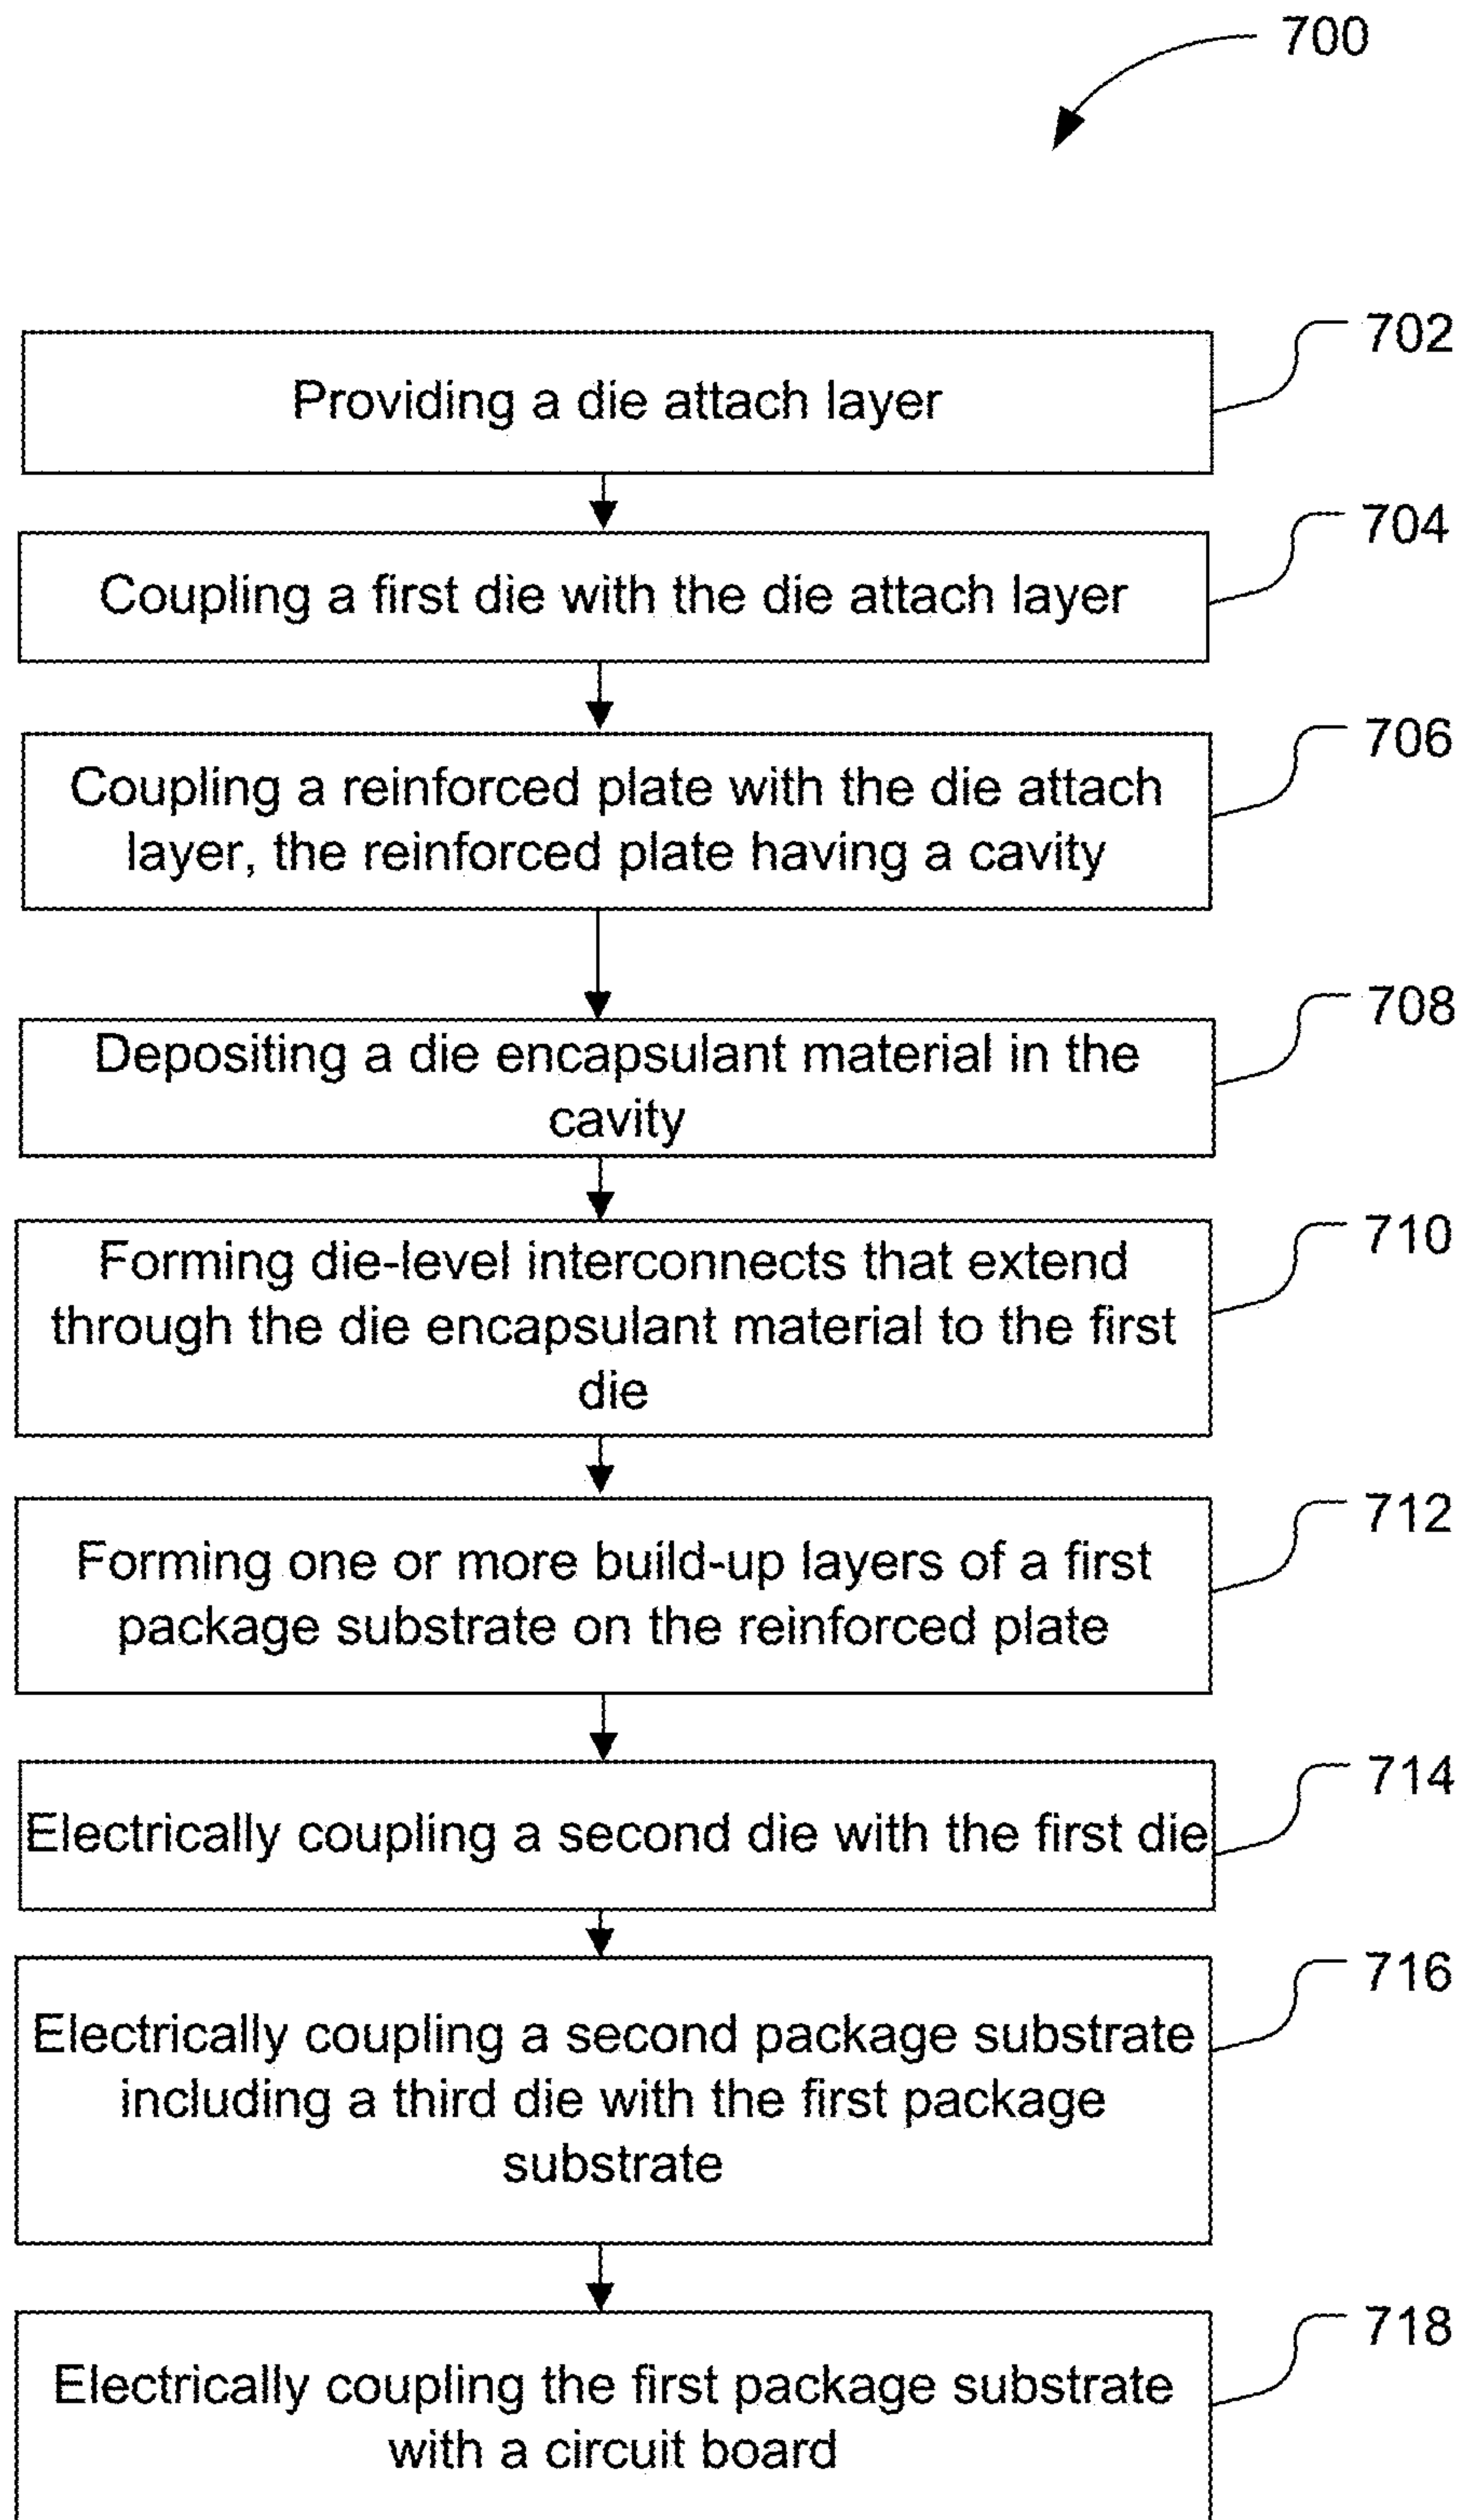 700
702
Providing a die attach layer
704
Coupling a first die with the die attach layer
706
Coupling a reinforced plate with the die attach
layer, the reinforced plate having a cavity
708
Depositing a die encapsulant material in the
cavity
710
Forming die-level interconnects that extend
through the die encapsulant material to the first
die
712
Forming one or more build-up layers of a first
package substrate on the reinforced plate
714
Electrically coupling a second die with the first die
716
Electrically coupling a second package substrate
including a third die with the first package
substrate
718
Electrically coupling the first package substrate
with a circuit board